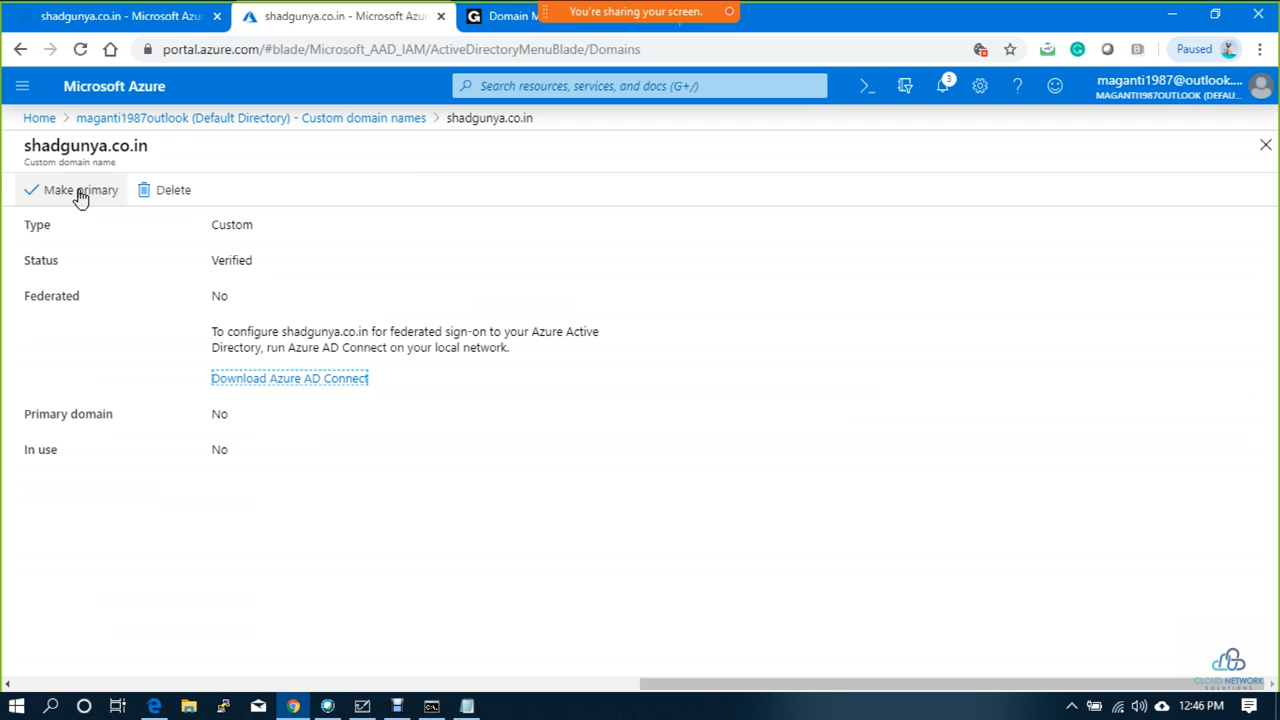 shadgunya.co.in - Microsoft Azu
shadgunya.co.in - Microsoft Azu
Domain M
You're sharing your screen.
portal.azure.com/#blade/Microsoft_AAD_IAM/ActiveDirectoryMenuBlade/Domains
Paused
Microsoft Azure
Search resources, services, and docs (G+/)
3
maganti1987@outlook....
MAGANTI1987OUTLOOK (DEFAU...
Home > maganti1987outlook (Default Directory) - Custom domain names > shadgunya.co.in
shadgunya.co.in
Custom domain name
Make primary
Delete
Type Custom
Status Verified
Federated No
To configure shadgunya.co.in for federated sign-on to your Azure Active
Directory, run Azure AD Connect on your local network.
Download Azure AD Connect
Primary domain No
In use No
CLOUD NETWORK
SOLUTIONS
12:46 PM